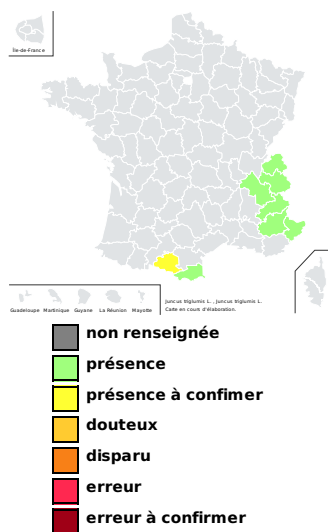 Île-de-France
Guadeloupe Martinique Guyane La Réunion Mayotte
Juncus triglumis L., Juncus triglumis L.
Carte en cours d'élaboration.
non renseignée
présence
présence à confimer
douteux
disparu
erreur
erreur à confirmer